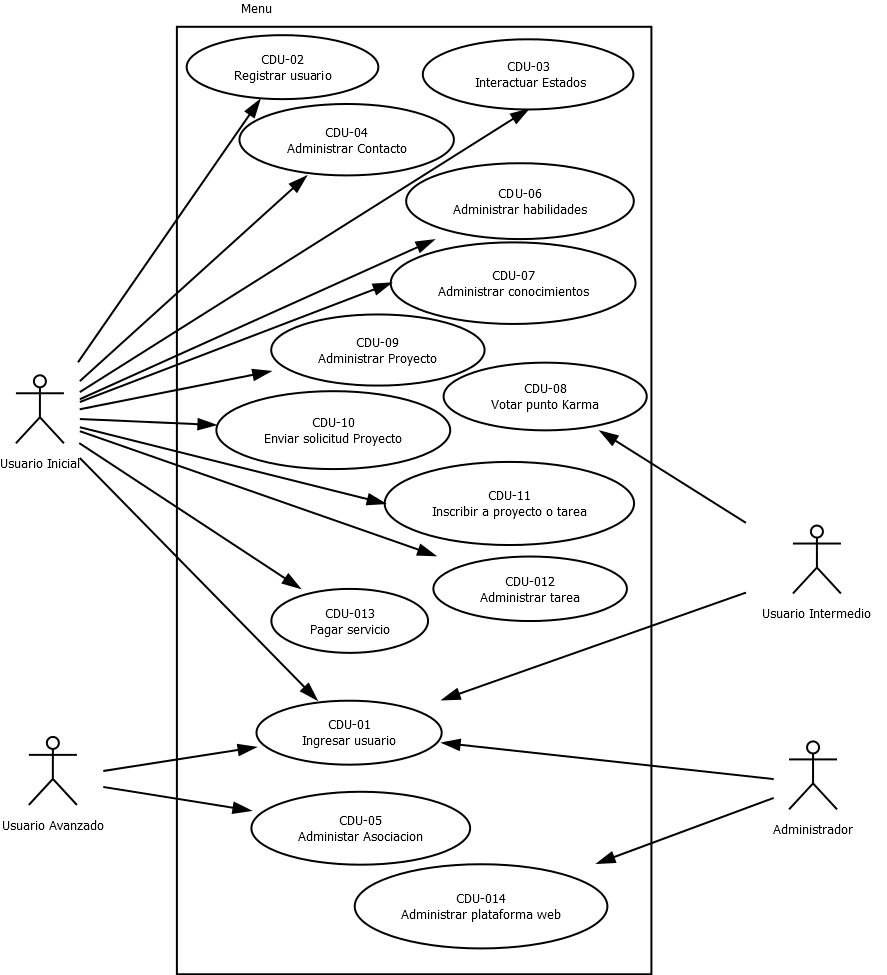 Menu
CDU-02
Registrar usuario
CDU-03
Interactuar Estados
CDU-04
Administrar Contacto
CDU-06
Administrar habilidades
CDU-07
Administrar conocimientos
CDU-09
Administrar Proyecto
CDU-08
Votar punto Karma
CDU-10
Enviar solicitud Proyecto
Usuario Inicial
CDU-11
Inscribir a proyecto o tarea
CDU-012
Administrar tarea
CDU-013
Pagar servicio
Usuario Intermedio
CDU-01
Ingresar usuario
Usuario Avanzado
CDU-05
Administar Asociacion
Administrador
CDU-014
Administrar plataforma web